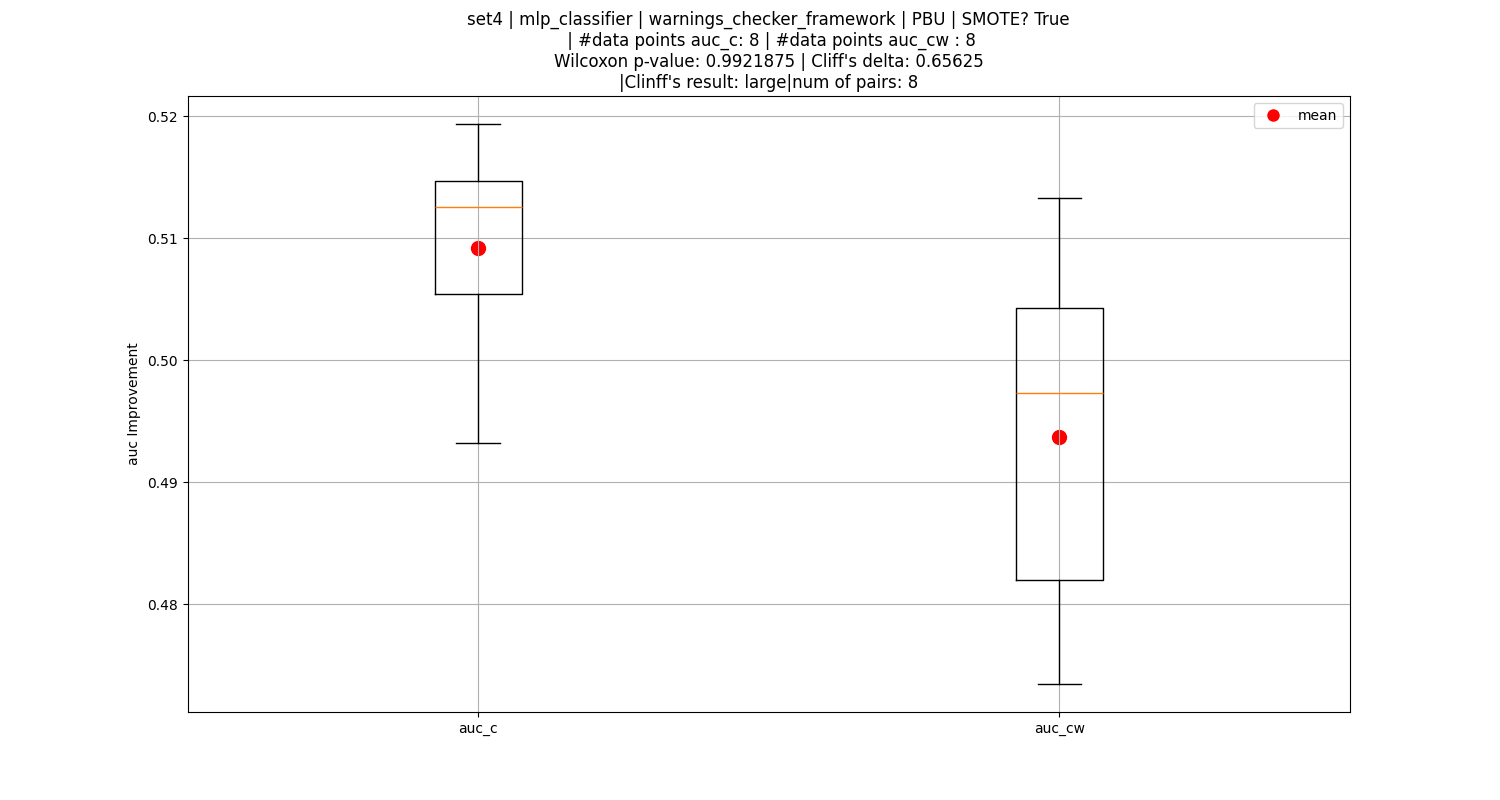 set4 | mlp_classifier | warnings_checker_framework | PBU | SMOTE? True
| #data points auc_c: 8 | #data points auc_cw : 8
Wilcoxon p-value: 0.9921875 | Cliff's delta: 0.65625
|Clinff's result: large|num of pairs: 8
mean
0.52
0.51
0.50
0.49
0.48
auc Improvement
auc_c
auc_cw